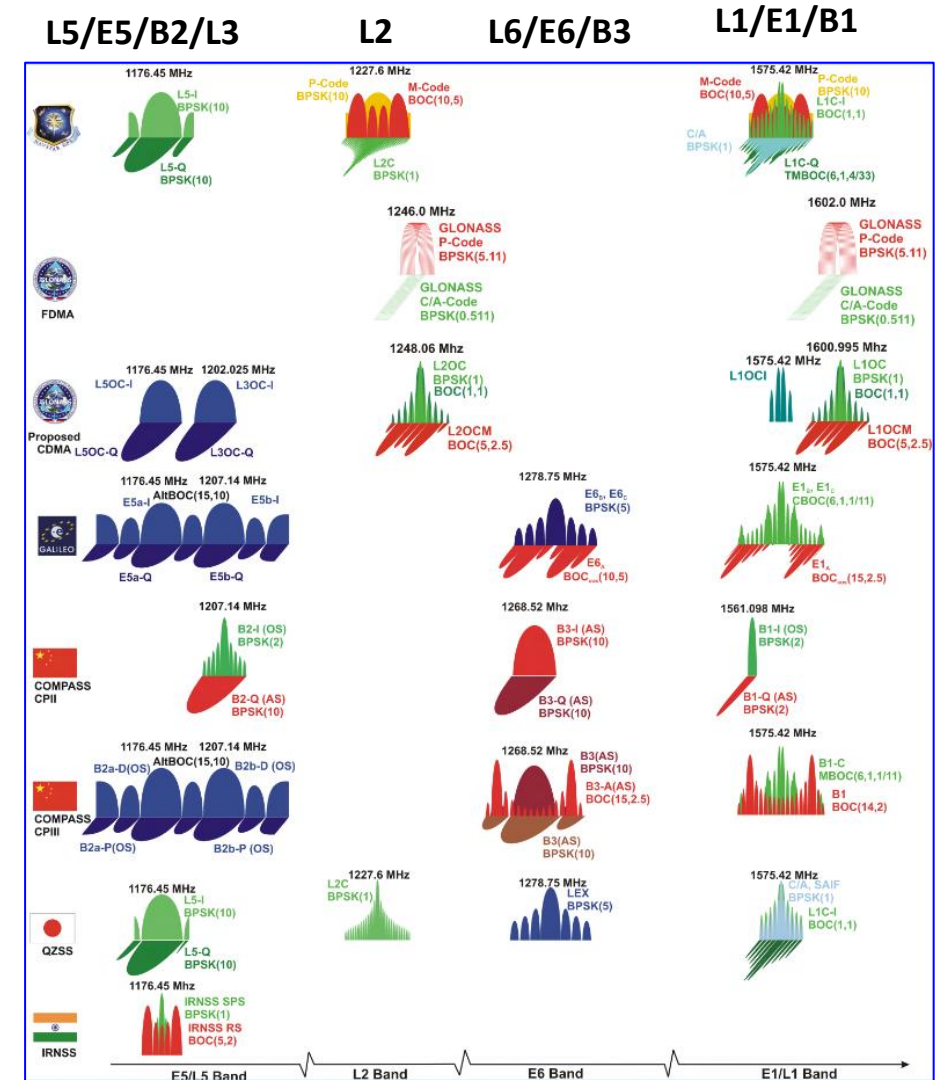 L5/E5/B2/L3
L2
L6/E6/B3
L1/E1/B1
1176.45 MHz
L5-I
BPSK(10)
L5-Q
BPSK(10)
1227.6 MHz
P-Code
BPSK(10)
M-Code
BOC(10,5)
L2C
BPSK(1)
1575.42 MHz
M-Code
BOC(10,5)
P-Code
BPSK(10)
L1C-I
BOC(1,1)
C/A
BPSK(1)
L1C-Q
TMBOC(6,1,4/33)
GLONASS
FDMA
1246.0 MHz
GLONASS
P-Code
BPSK(5.11)
GLONASS
C/A-Code
BPSK(0.511)
1602.0 MHz
GLONASS
P-Code
BPSK(5.11)
GLONASS
C/A-Code
BPSK(0.511)
GLONASS
Proposed
CDMA
1176.45 MHz
1202.025 MHz
L5OC-I
L3OC-I
L5OC-Q
L3OC-Q
1248.06 Mhz
L2OC
BPSK(1)
BOC(1,1)
L2OCM
BOC(5,2.5)
1575.42 MHz
L1OCI
1600.995 MHz
L1OC
BPSK(1)
BOC(1,1)
L1OCM
BOC(5,2.5)
GALILEO
1176.45 MHz
1207.14 MHz
AltBOC(15,10)
E5a-I
E5b-I
E5a-Q
E5b-Q
1278.75 MHz
E6B, E6C
BPSK(5)
E6A
BOCcos(10,5)
1575.42 MHz
E1B, E1C
CBOC(6,1,1/11)
E1A
BOCcos(15,2.5)
COMPASS
CPII
1207.14 MHz
B2-I (OS)
BPSK(2)
B2-Q (AS)
BPSK(10)
1268.52 MHz
B3-I (AS)
BPSK(10)
B3-Q (AS)
BPSK(10)
1561.098 MHz
B1-I (OS)
BPSK(2)
B1-Q (AS)
BPSK(2)
COMPASS
CPIII
1176.45 MHz
1207.14 MHz
AltBOC(15,10)
B2a-D(OS)
B2b-D (OS)
B2a-P(OS)
B2b-P (OS)
1268.52 Mhz
B3(AS)
BPSK(10)
B3-A(AS)
BOC(15,2.5)
B3(AS)
BPSK(10)
1575.42 MHz
B1-C
MBOC(6,1,1/11)
B1
BOC(14,2)
QZSS
1176.45 MHz
L5-I
BPSK(10)
L5-Q
BPSK(10)
1227.6 MHz
L2C
BPSK(1)
1278.75 MHz
LEX
BPSK(5)
1575.42 MHz
C/A, SAIF
BPSK(1)
L1C-I
BOC(1,1)
IRNSS
1176.45 Mhz
IRNSS SPS
BPSK(1)
IRNSS RS
BOC(5,2)
E5/L5 Band
L2 Band
E6 Band
E1/L1 Band